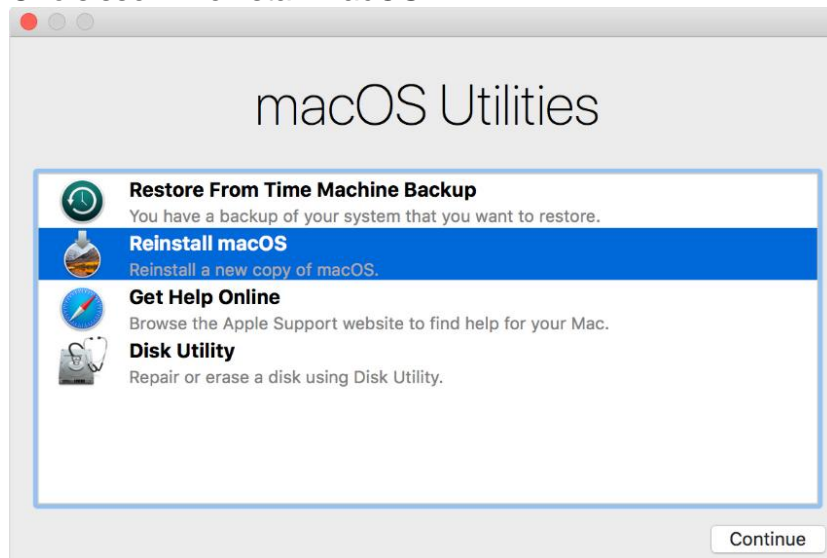 macOS Utilities
Restore From Time Machine Backup
You have a backup of your system that you want to restore.
Reinstall macOS
Reinstall a new copy of macOS.
Get Help Online
Browse the Apple Support website to find help for your Mac.
Disk Utility
Repair or erase a disk using Disk Utility.
Continue